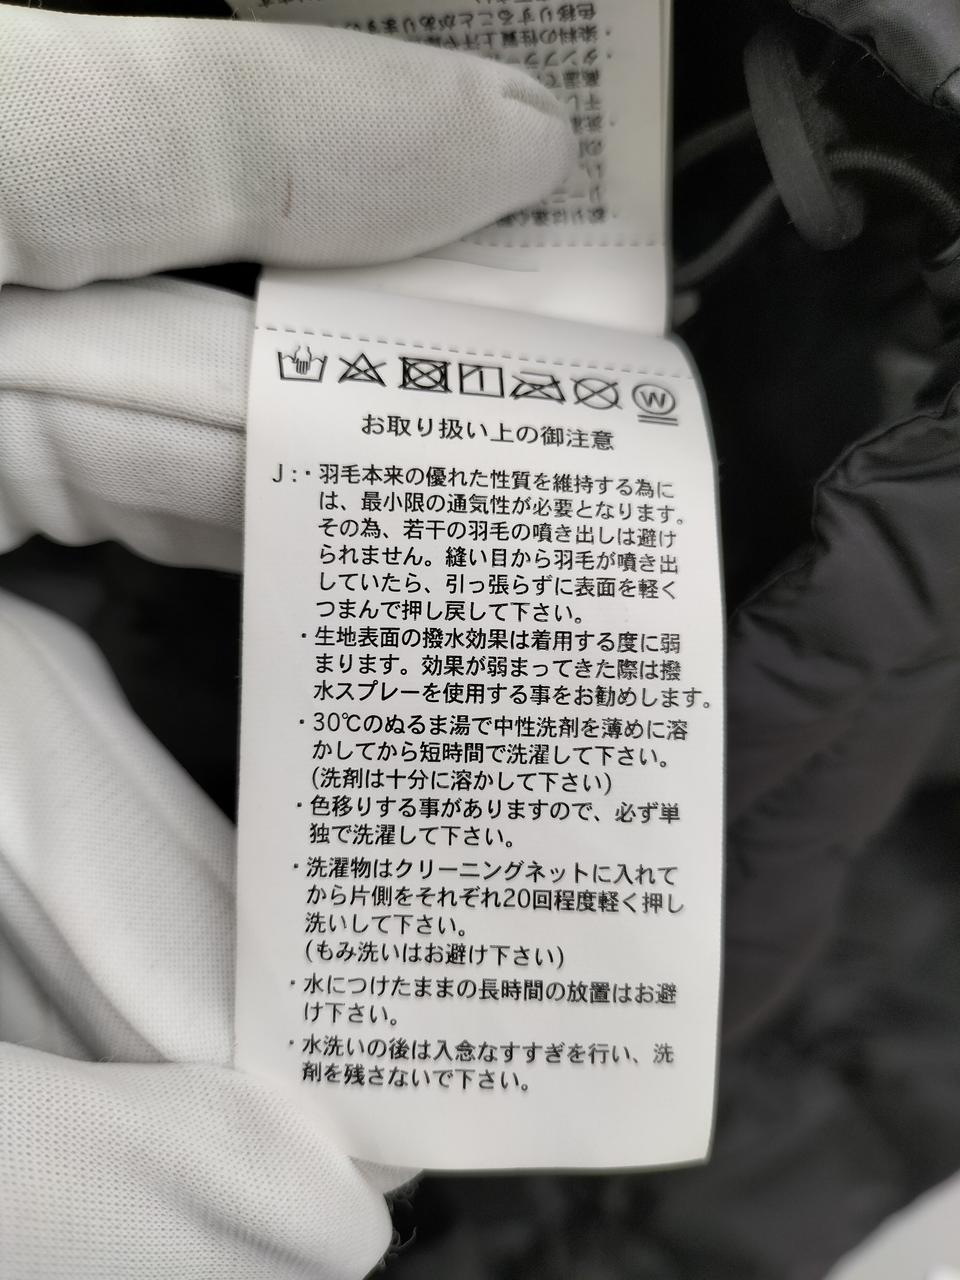 W
お取り扱い上の御注意
J:・羽毛本来の優れた性質を維持する為に
は、最小限の通気性が必要となります。
その為、若干の羽毛の噴き出しは避け
られません。縫い目から羽毛が噴き出
していたら、引っ張らずに表面を軽く
つまんで押し戻して下さい。
・生地表面の撥水効果は着用する度に弱
まります。効果が弱まってきた際は撥
水スプレーを使用する事をお勧めします。
・30℃のぬるま湯で中性洗剤を薄めに溶
かしてから短時間で洗濯して下さい。
(洗剤は十分に溶かして下さい)
・色移りする事がありますので、必ず単
独で洗濯して下さい。
・洗濯物はクリーニングネットに入れて
から片側をそれぞれ20回程度軽く押し
洗いして下さい。
(もみ洗いはお避け下さい)
・水につけたままの長時間の放置はお避
け下さい。
・水洗いの後は入念なすすぎを行い、洗
剤を残さないで下さい。